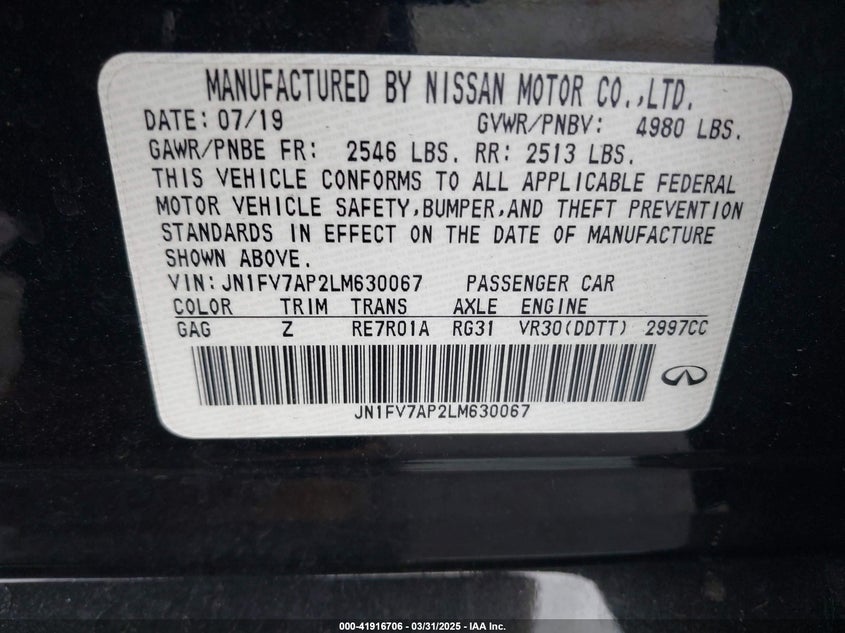 MANUFACTURED BY NISSAN MOTOR CO.,LTD.
DATE: 07/19 GVWR/PNBV: 4980 LBS.
GAWR/PNBE FR: 2546 LBS. RR: 2513 LBS.
THIS VEHICLE CONFORMS TO ALL APPLICABLE FEDERAL
MOTOR VEHICLE SAFETY,BUMPER,AND THEFT PREVENTION
STANDARDS IN EFFECT ON THE DATE OF MANUFACTURE
SHOWN ABOVE.
VIN:JN1FV7AP2LM630067 PASSENGER CAR
COLOR TRIM TRANS AXLE ENGINE
GAG Z RE7R01A RG31 VR30(DDTT) 2997CC
JN1FV7AP2LM630067
000-41916706 - 03/31/2025 - IAA Inc.